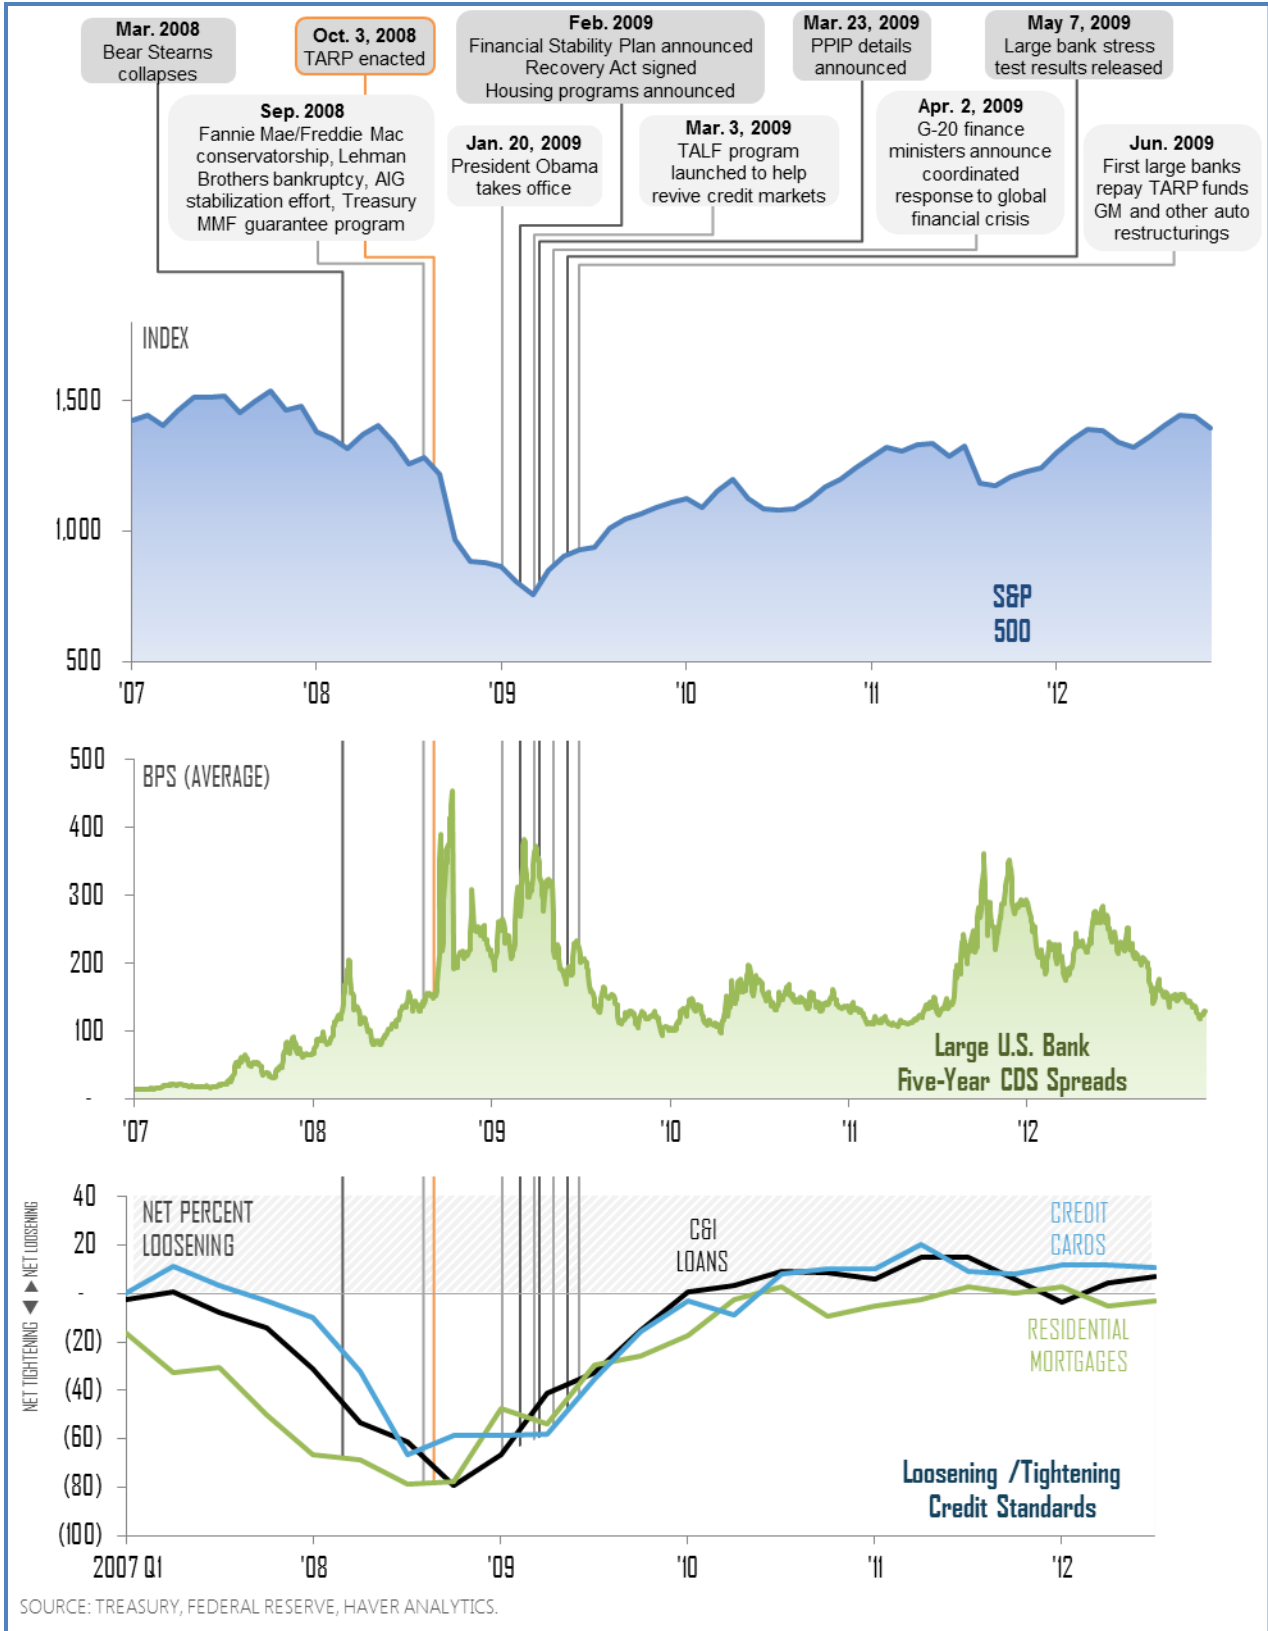 Mar. 2008
Bear Stearns
collapses
Oct. 3, 2008
TARP enacted
Feb. 2009
Financial Stability Plan announced
Recovery Act signed
Housing programs announced
Mar. 23, 2009
PPIP details
announced
May 7, 2009
Large bank stress
test results released
Sep. 2008
Fannie Mae/Freddie Mac
conservatorship, Lehman
Brothers bankruptcy, AIG
stabilization effort, Treasury
MMF guarantee program
Jan. 20, 2009
President Obama
takes office
Mar. 3, 2009
TALF program
launched to help
revive credit markets
Apr. 2, 2009
G-20 finance
ministers announce
coordinated
response to global
financial crisis
Jun. 2009
First large banks
repay TARP funds
GM and other auto
restructurings
INDEX
1,500
1,000
500
S&P
500
'07 '08 '09 '10 '11 '12
BPS (AVERAGE)
500
400
300
200
100
-
Large U.S. Bank
Five-Year CDS Spreads
'07 '08 '09 '10 '11 '12
NET TIGHTENING ◀ ▶ NET LOOSENING
40
20
-
(20)
(40)
(60)
(80)
(100)
NET PERCENT
LOOSENING
C&I
LOANS
CREDIT
CARDS
RESIDENTIAL
MORTGAGES
Loosening /Tightening
Credit Standards
2007 Q1 '08 '09 '10 '11 '12
SOURCE: TREASURY, FEDERAL RESERVE, HAVER ANALYTICS.